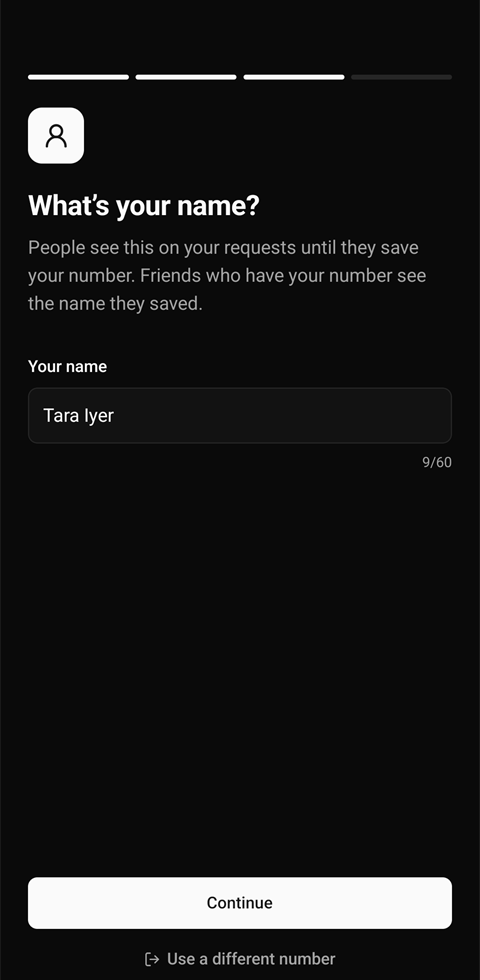 What’s your name?
People see this on your requests until they save
your number. Friends who have your number see
the name they saved.
Your name
Tara Iyer
9/60
Continue
Use a different number